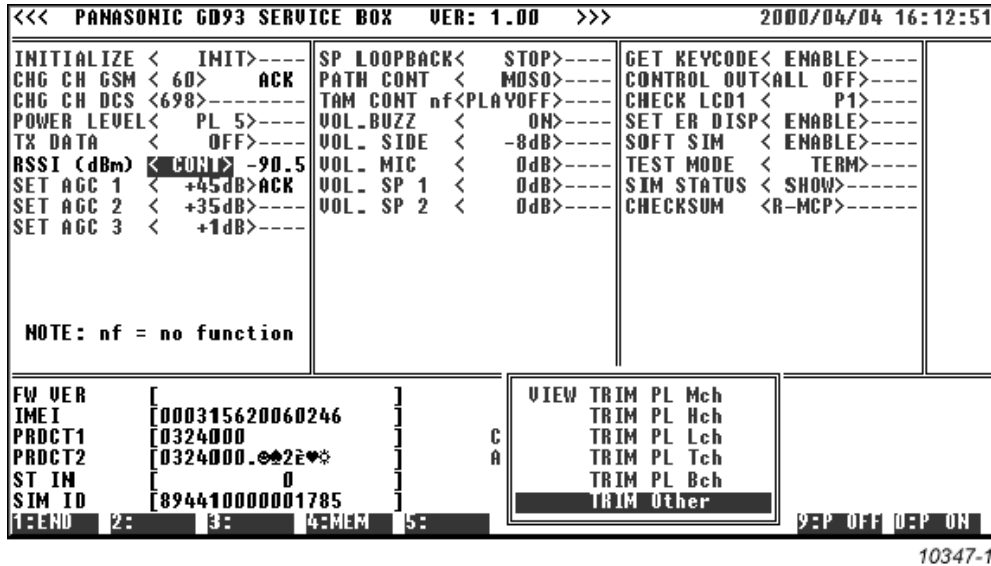 <<< PANASONIC GD93 SERVICE BOX VER: 1.00 >>> 2000/04/04 16:12:51
INITIALIZE < INIT>----
CHG CH GSM < 60> ACK
CHG CH DCS <698>---------
POWER LEVEL< PL 5>----
TX DATA < OFF>----
RSSI (dBm) < CONT> -90.5
SET AGC 1 < +45dB>ACK
SET AGC 2 < +35dB>----
SET AGC 3 < +1dB>----
NOTE: nf = no function
SP LOOPBACK< STOP>----
PATH CONT < MOSO>----
TAM CONT nf<PLAYOFF>----
VOL.BUZZ < ON>----
VOL. SIDE < -8dB>----
VOL. MIC < 0dB>----
VOL. SP 1 < 0dB>----
VOL. SP 2 < 0dB>----
GET KEYCODE< ENABLE>----
CONTROL OUT<ALL OFF>----
CHECK LCD1 < P1>----
SET ER DISP< ENABLE>----
SOFT SIM < ENABLE>----
TEST MODE < TERM>----
SIM STATUS < SHOW>------
CHECKSUM <R-MCP>------
FW VER [ ]
IMEI [000315620060246 ]
PRDCT1 [0324000 ] C
PRDCT2 [0324000.☻♠2è♥☼ ] A
ST IN [ 0 ]
SIM ID [894410000001785 ]
VIEW TRIM PL Mch
TRIM PL Hch
TRIM PL Lch
TRIM PL Tch
TRIM PL Bch
TRIM Other
1:END 2: 3: 4:MEM 5: 9:P OFF 0:P ON
10347-1